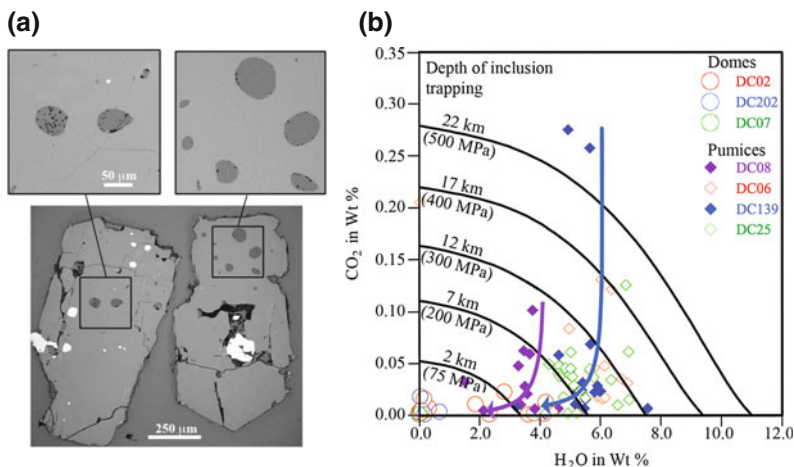 (a)
50 µm
250 µm
(b)
Depth of inclusion
trapping
22 km
(500 MPa)
17 km
(400 MPa)
12 km
(300 MPa)
7 km
(200 MPa)
2 km
(75 MPa)
Domes
DC02
DC202
DC07
Pumices
DC08
DC06
DC139
DC25
CO2 in Wt %
0.35
0.30
0.25
0.20
0.15
0.10
0.05
0.00
0.0
2.0
4.0
6.0
8.0
10.0
12.0
H2O in Wt %